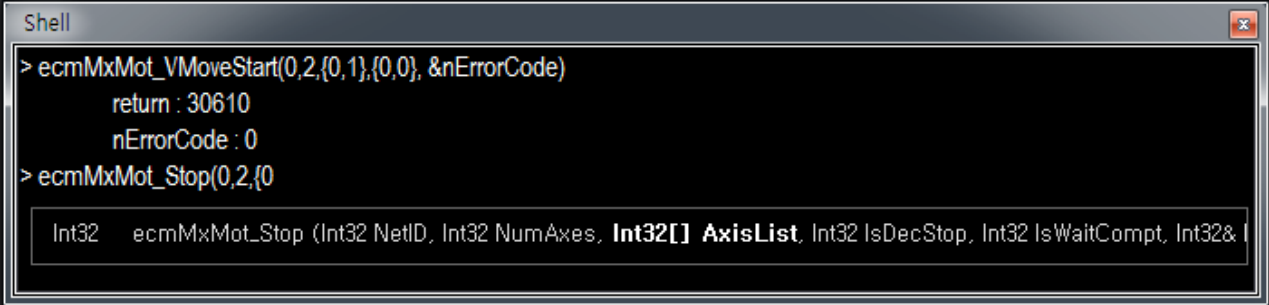 Shell
> ecmMxMot_VMoveStart(0,2,{0,1},{0,0}, &nErrorCode)
return : 30610
nErrorCode : 0
> ecmMxMot_Stop(0,2,{0
Int32 ecmMxMot_Stop (Int32 NetID, Int32 NumAxes, Int32[] AxisList, Int32 IsDecStop, Int32 IsWaitCompt, Int32&